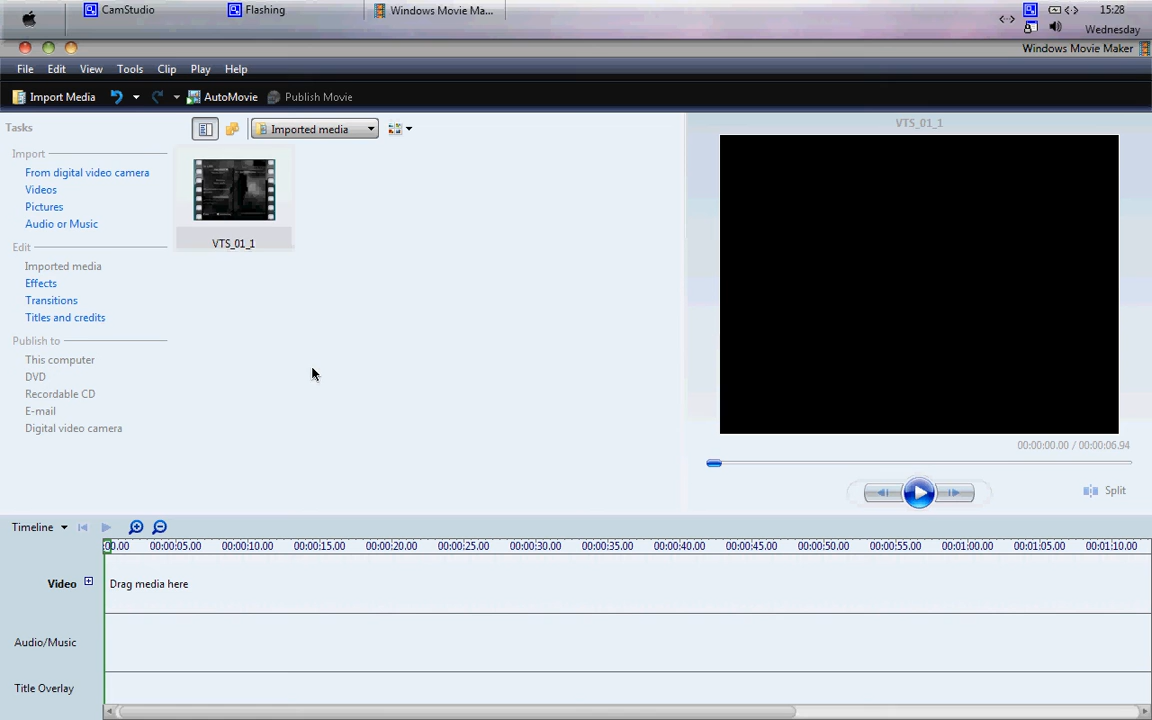 CamStudio
Flashing
Windows Movie Ma...
15:28
Wednesday
Windows Movie Maker
File Edit View Tools Clip Play Help
Import Media AutoMovie Publish Movie
Tasks
Imported media
VTS_01_1
Import
From digital video camera
Videos
Pictures
Audio or Music
VTS_01_1
Edit
Imported media
Effects
Transitions
Titles and credits
Publish to
This computer
DVD
Recordable CD
E-mail
Digital video camera
00:00:00.00 / 00:00:06.94
Split
Timeline
:00.00 00:00:05.00 00:00:10.00 00:00:15.00 00:00:20.00 00:00:25.00 00:00:30.00 00:00:35.00 00:00:40.00 00:00:45.00 00:00:50.00 00:00:55.00 00:01:00.00 00:01:05.00 00:01:10.00
Video
Drag media here
Audio/Music
Title Overlay